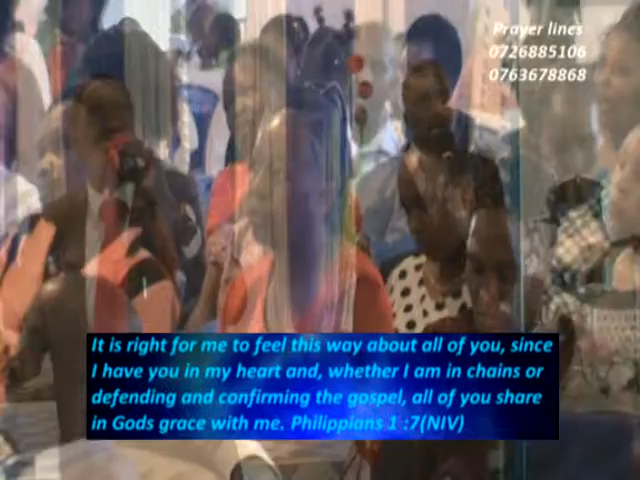 Prayer lines
0726885106
0763678868
It is right for me to feel this way about all of you, since
I have you in my heart and, whether I am in chains or
defending and confirming the gospel, all of you share
in Gods grace with me. Philippians 1 :7(NIV)